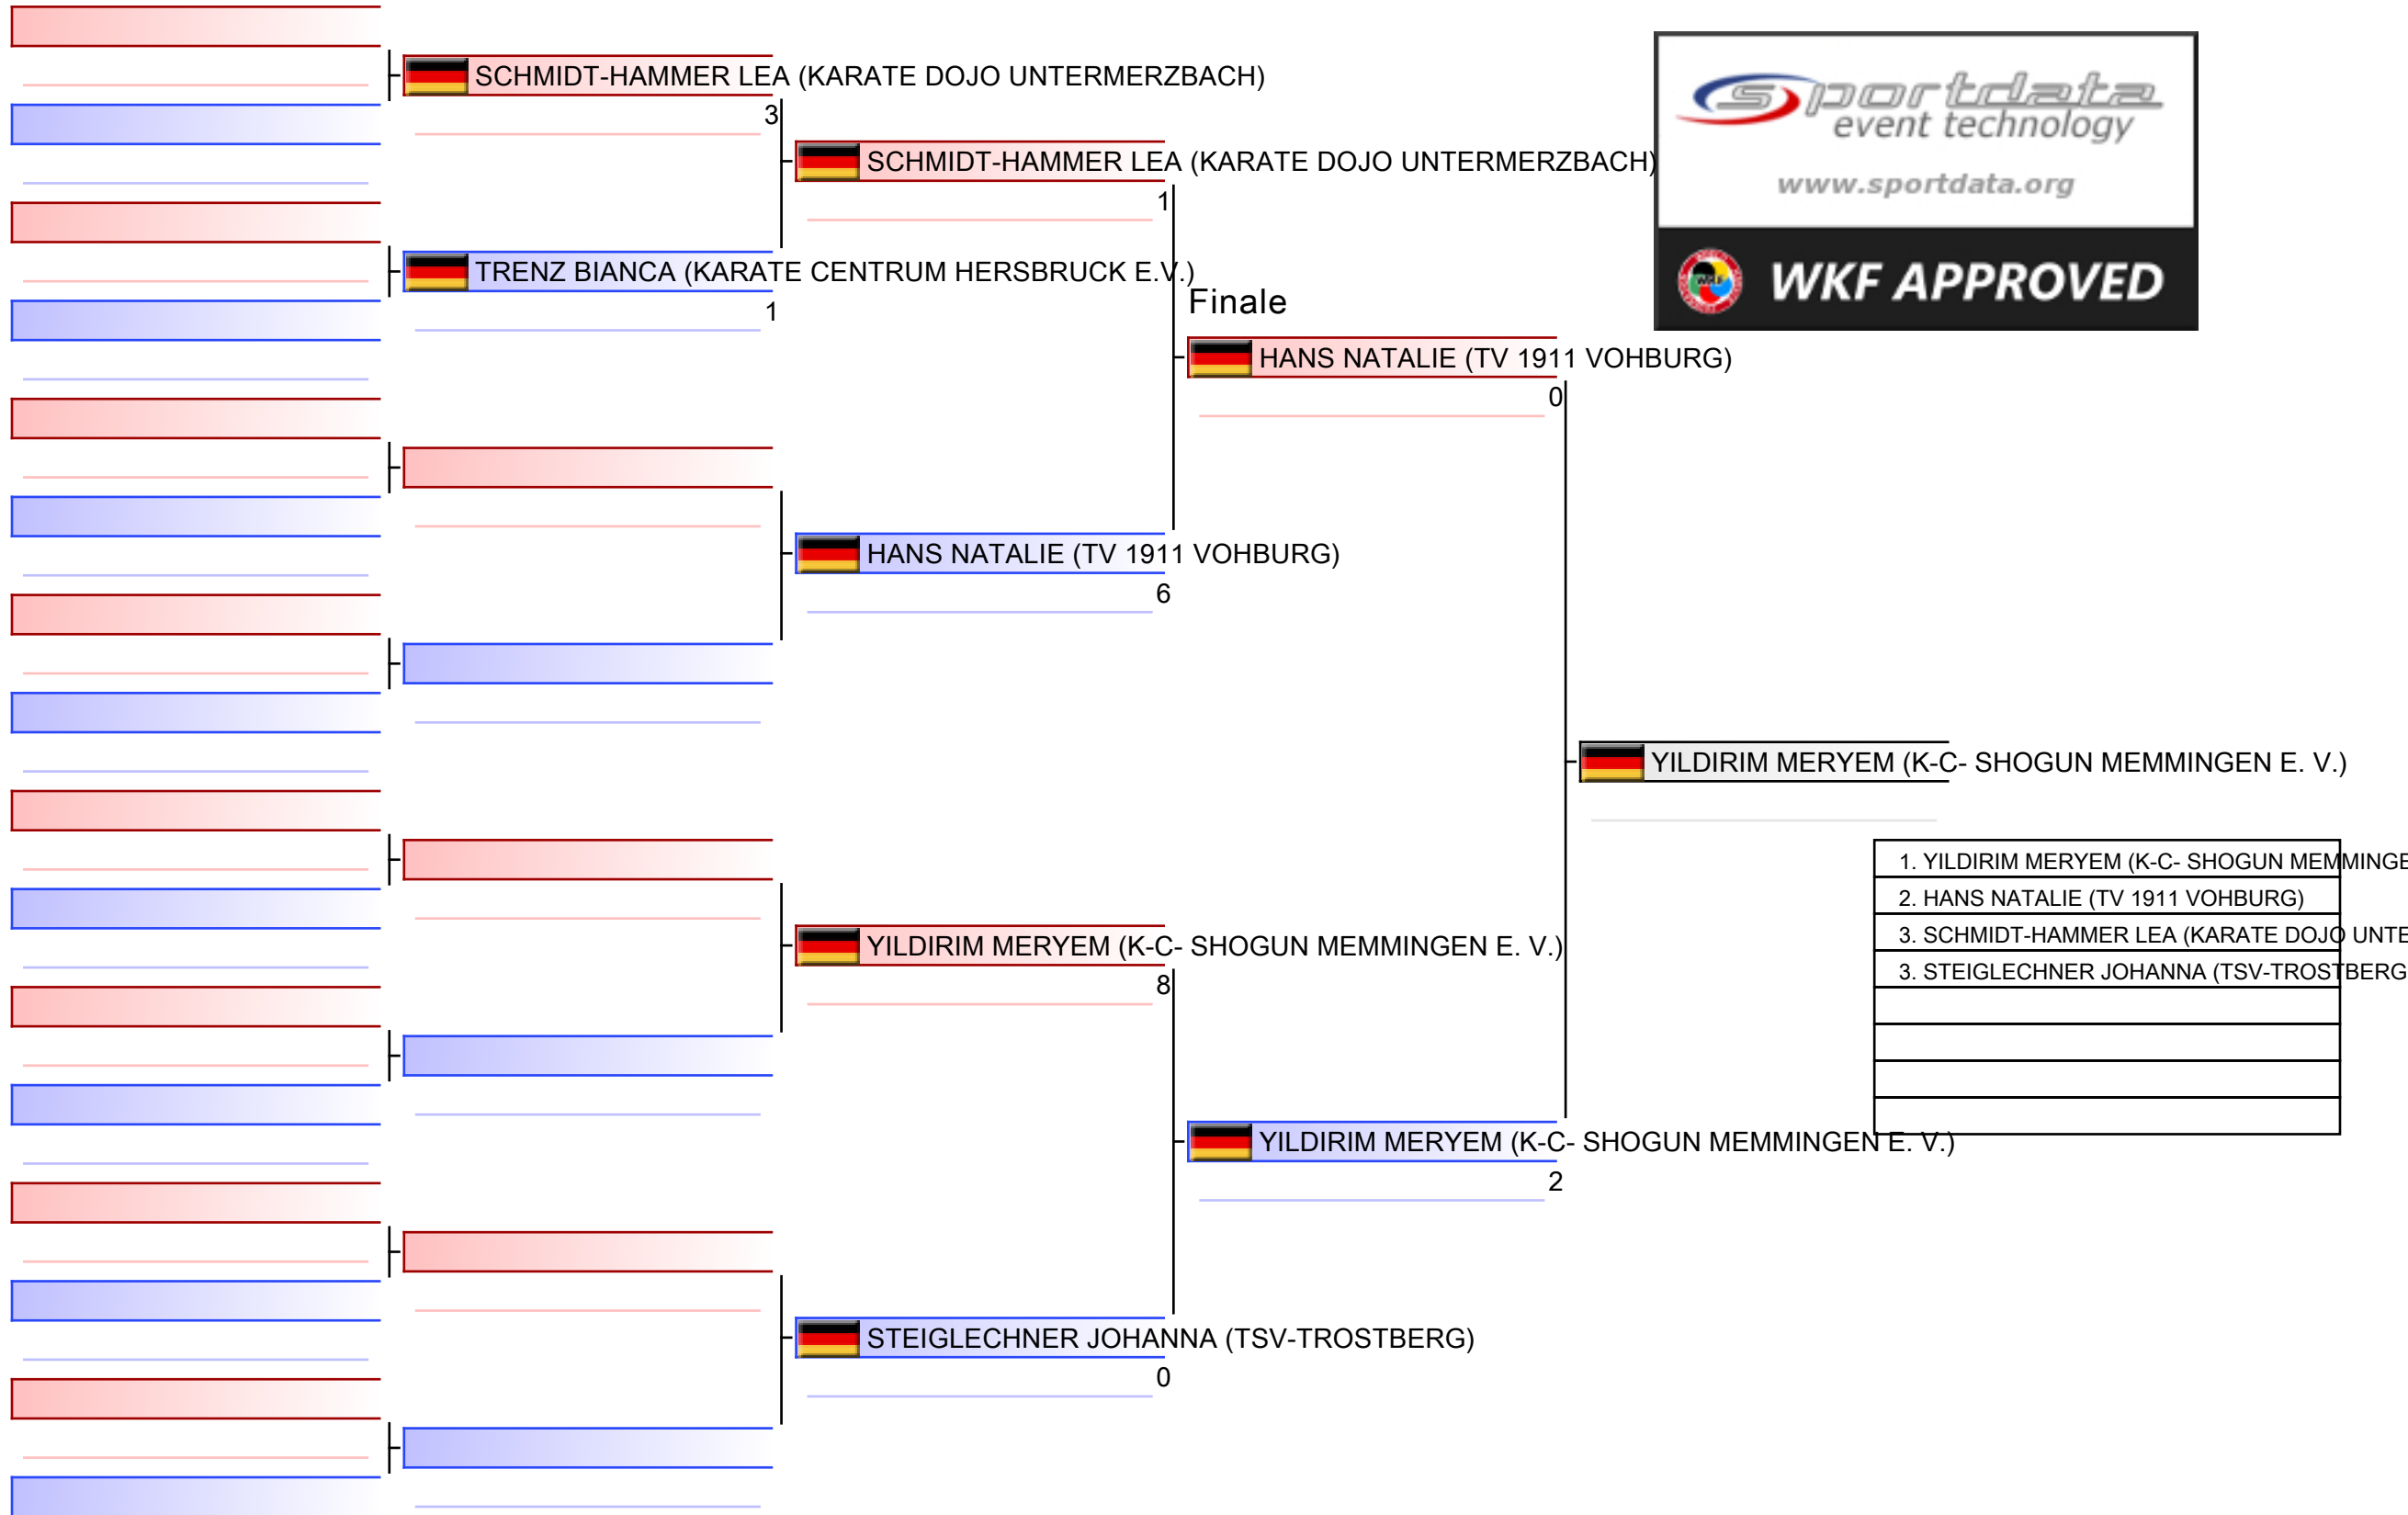 SCHMIDT-HAMMER LEA (KARATE DOJO UNTERMERZBACH)
3
TRENZ BIANCA (KARATE CENTRUM HERSBRUCK E.V.)
1
SCHMIDT-HAMMER LEA (KARATE DOJO UNTERMERZBACH)
1
HANS NATALIE (TV 1911 VOHBURG)
6
YILDIRIM MERYEM (K-C- SHOGUN MEMMINGEN E. V.)
8
STEIGLECHNER JOHANNA (TSV-TROSTBERG)
0
Finale
HANS NATALIE (TV 1911 VOHBURG)
0
YILDIRIM MERYEM (K-C- SHOGUN MEMMINGEN E. V.)
2
YILDIRIM MERYEM (K-C- SHOGUN MEMMINGEN E. V.)
sportdata
event technology
www.sportdata.org
WKF
WKF APPROVED
1. YILDIRIM MERYEM (K-C- SHOGUN MEMMINGE
2. HANS NATALIE (TV 1911 VOHBURG)
3. SCHMIDT-HAMMER LEA (KARATE DOJO UNTE
3. STEIGLECHNER JOHANNA (TSV-TROSTBERG